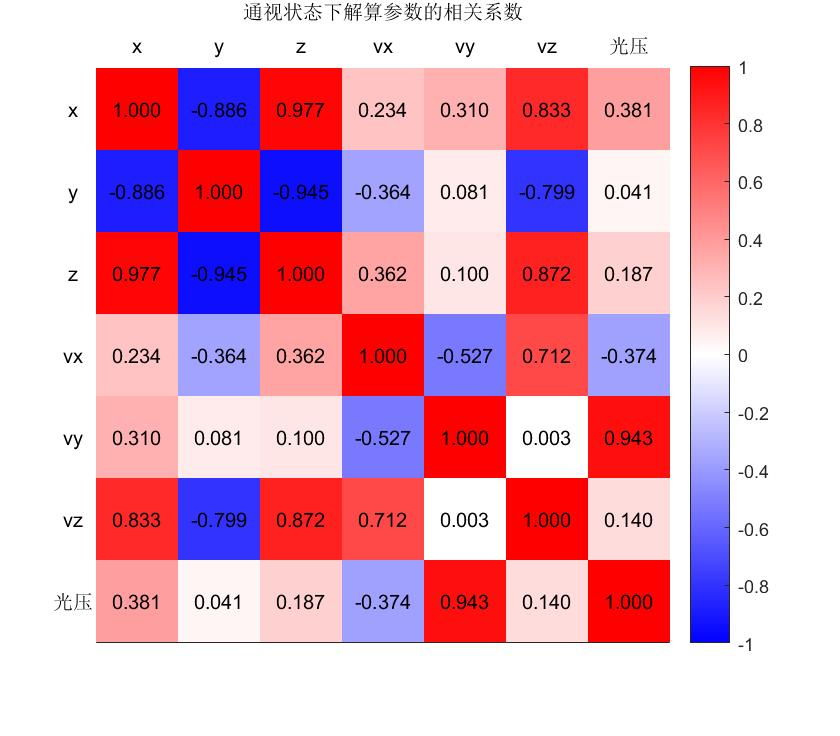 通视状态下解算参数的相关系数
x y z vx vy vz 光压
x 1.000 -0.886 0.977 0.234 0.310 0.833 0.381
y -0.886 1.000 -0.945 -0.364 0.081 -0.799 0.041
z 0.977 -0.945 1.000 0.362 0.100 0.872 0.187
vx 0.234 -0.364 0.362 1.000 -0.527 0.712 -0.374
vy 0.310 0.081 0.100 -0.527 1.000 0.003 0.943
vz 0.833 -0.799 0.872 0.712 0.003 1.000 0.140
光压 0.381 0.041 0.187 -0.374 0.943 0.140 1.000
1
0.8
0.6
0.4
0.2
0
-0.2
-0.4
-0.6
-0.8
-1